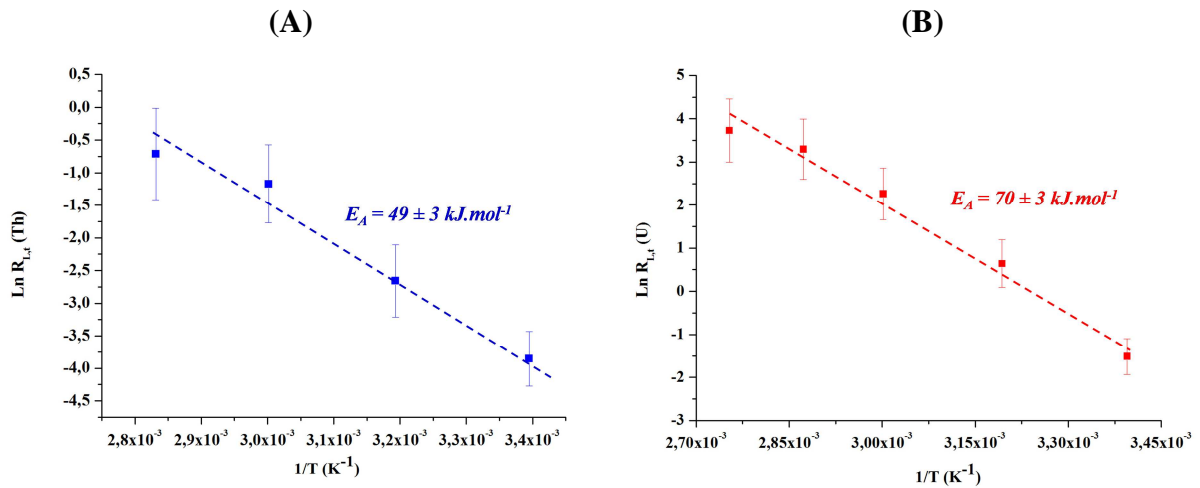 (A)
(B)
0,5
0,0
-0,5
-1,0
-1,5
-2,0
-2,5
-3,0
-3,5
-4,0
-4,5
Ln R_{L,t} (Th)
E_A = 49 ± 3 kJ.mol⁻¹
2,8x10⁻³ 2,9x10⁻³ 3,0x10⁻³ 3,1x10⁻³ 3,2x10⁻³ 3,3x10⁻³ 3,4x10⁻³
1/T (K⁻¹)
5
4
3
2
1
0
-1
-2
-3
Ln R_{L,t} (U)
E_A = 70 ± 3 kJ.mol⁻¹
2,70x10⁻³ 2,85x10⁻³ 3,00x10⁻³ 3,15x10⁻³ 3,30x10⁻³ 3,45x10⁻³
1/T (K⁻¹)